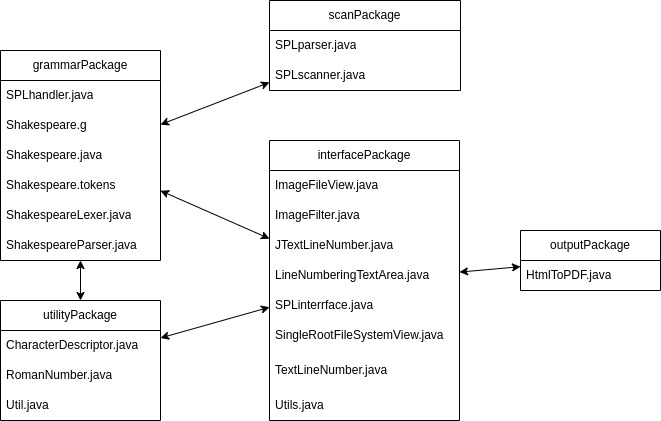 scanPackage
SPLparser.java
SPLscanner.java
grammarPackage
SPLhandler.java
Shakespeare.g
Shakespeare.java
Shakespeare.tokens
ShakespeareLexer.java
ShakespeareParser.java
interfacePackage
ImageFileView.java
ImageFilter.java
JTextLineNumber.java
LineNumberingTextArea.java
SPLinterrface.java
SingleRootFileSystemView.java
TextLineNumber.java
Utils.java
outputPackage
HtmlToPDF.java
utilityPackage
CharacterDescriptor.java
RomanNumber.java
Util.java